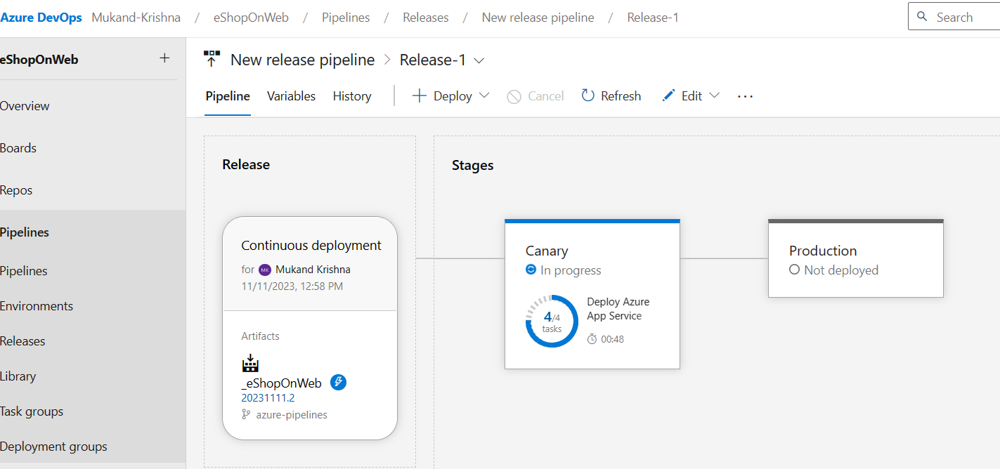 Azure DevOps Mukand-Krishna / eShopOnWeb / Pipelines / Releases / New release pipeline / Release-1
Search
eShopOnWeb +
Overview
Boards
Repos
Pipelines
Pipelines
Environments
Releases
Library
Task groups
Deployment groups
New release pipeline > Release-1
Pipeline Variables History Deploy Cancel Refresh Edit ...
Release
Continuous deployment
for MK Mukand Krishna
11/11/2023, 12:58 PM
Artifacts
_eShopOnWeb
20231111.2
azure-pipelines
Stages
Canary
In progress
4/4
tasks
Deploy Azure
App Service
00:48
Production
Not deployed